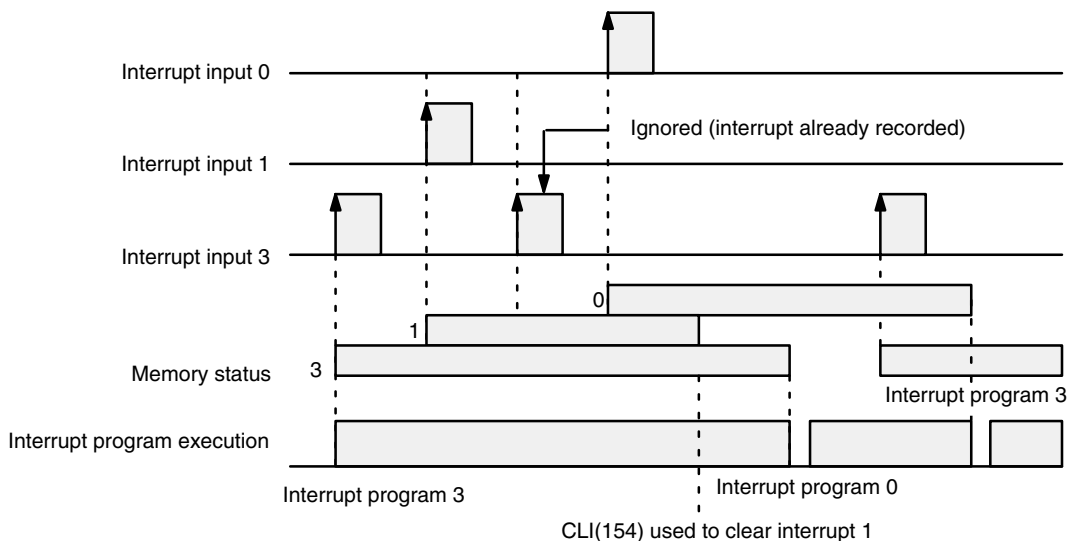 Interrupt input 0
Ignored (interrupt already recorded)
Interrupt input 1
Interrupt input 3
0
1
3
Memory status
Interrupt program 3
Interrupt program execution
Interrupt program 3
Interrupt program 0
CLI(154) used to clear interrupt 1